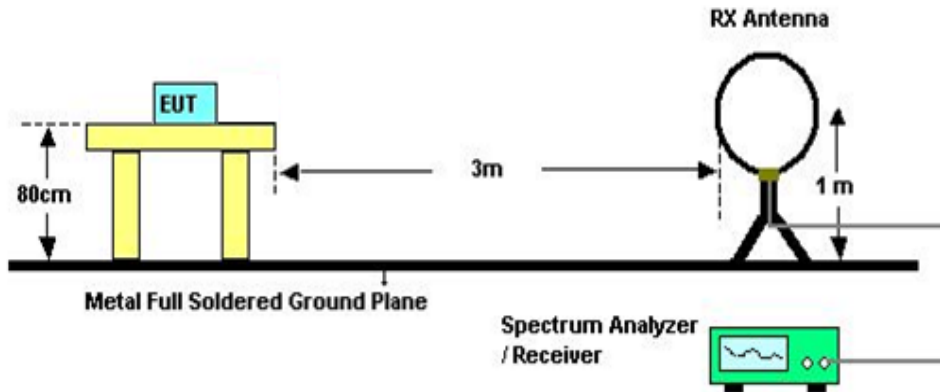 RX Antenna
EUT
3m
80cm
1 m
Metal Full Soldered Ground Plane
Spectrum Analyzer
/ Receiver